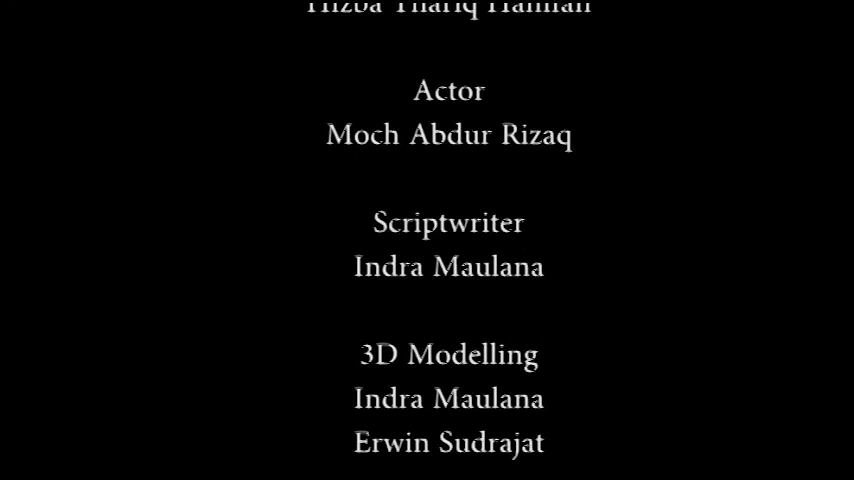 Actor
Moch Abdur Rizaq
Scriptwriter
Indra Maulana
3D Modelling
Indra Maulana
Erwin Sudrajat